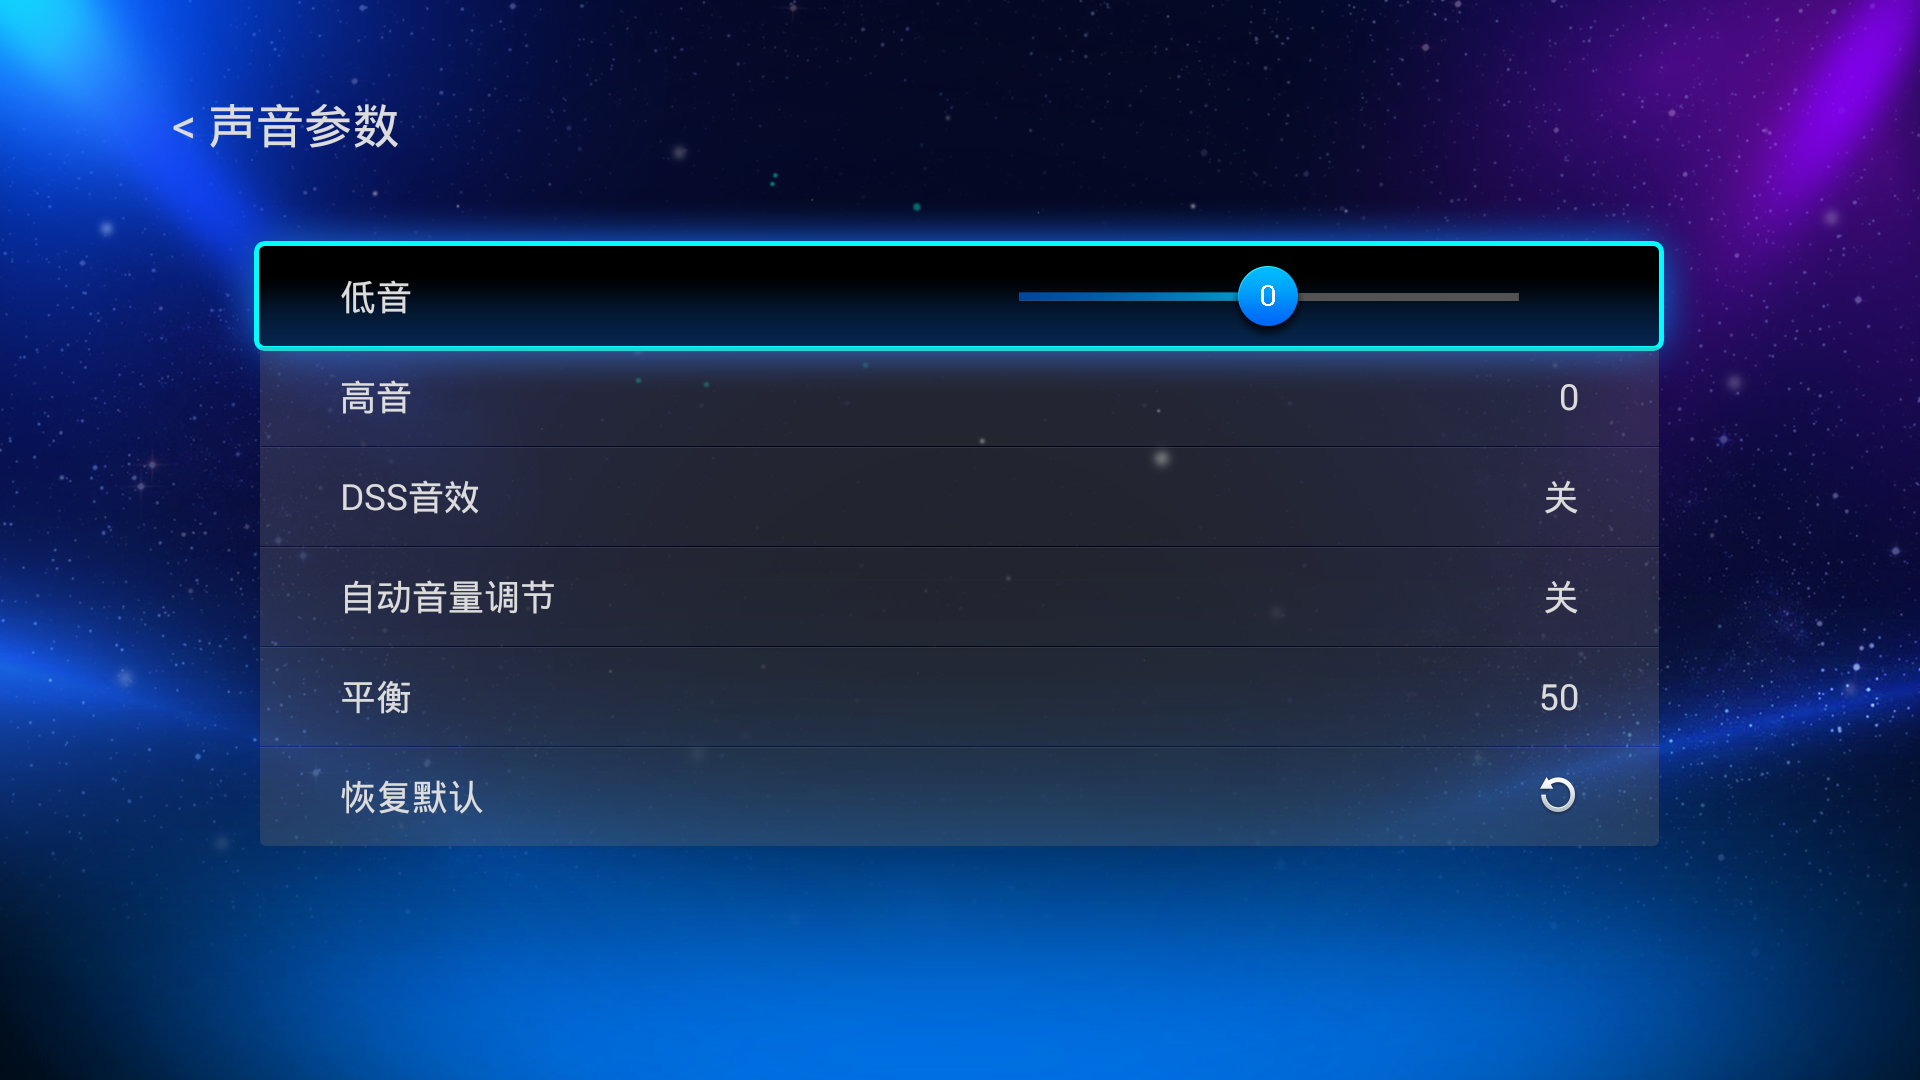 < 声音参数
低音 0
高音 0
DSS音效 关
自动音量调节 关
平衡 50
恢复默认